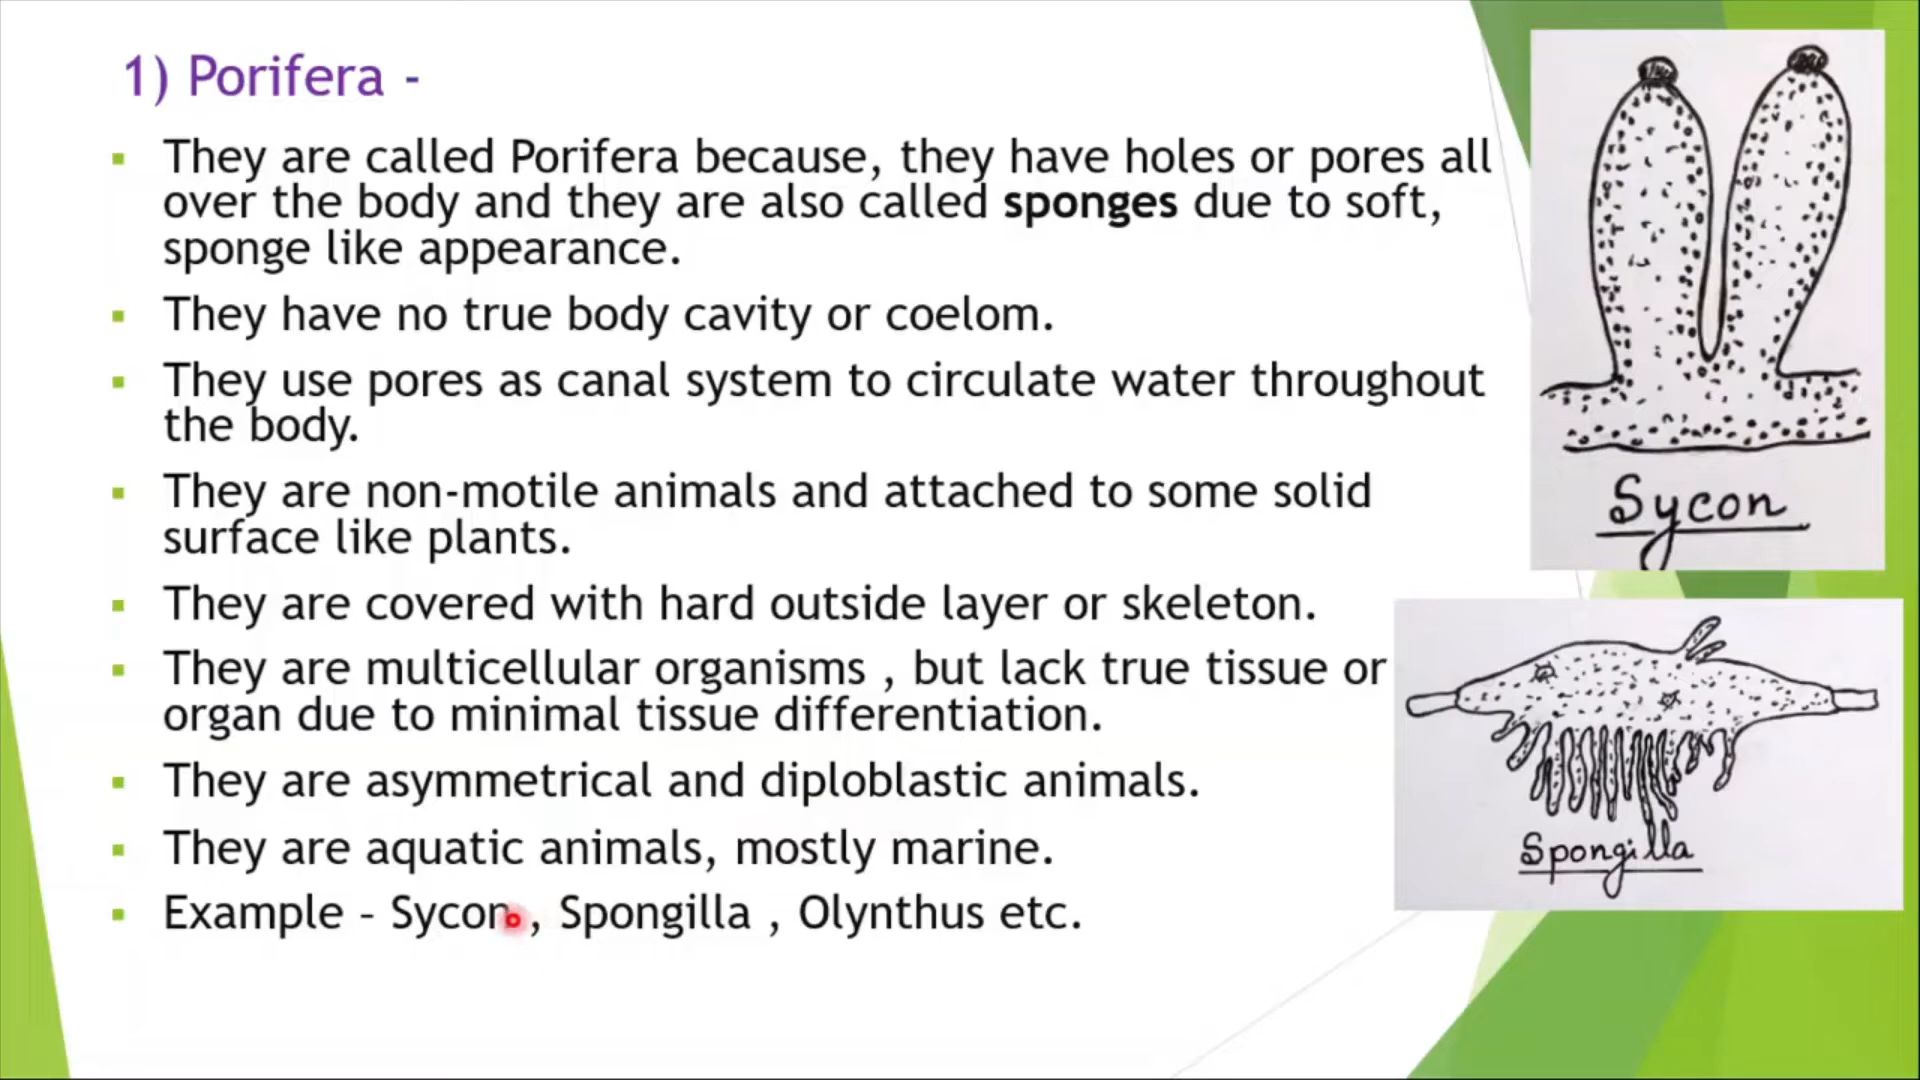 1) Porifera -
They are called Porifera because, they have holes or pores all
over the body and they are also called sponges due to soft,
sponge like appearance.
They have no true body cavity or coelom.
They use pores as canal system to circulate water throughout
the body.
They are non-motile animals and attached to some solid
surface like plants.
They are covered with hard outside layer or skeleton.
They are multicellular organisms , but lack true tissue or
organ due to minimal tissue differentiation.
They are asymmetrical and diploblastic animals.
They are aquatic animals, mostly marine.
Example – Sycon , Spongilla , Olynthus etc.
Sycon
Spongilla